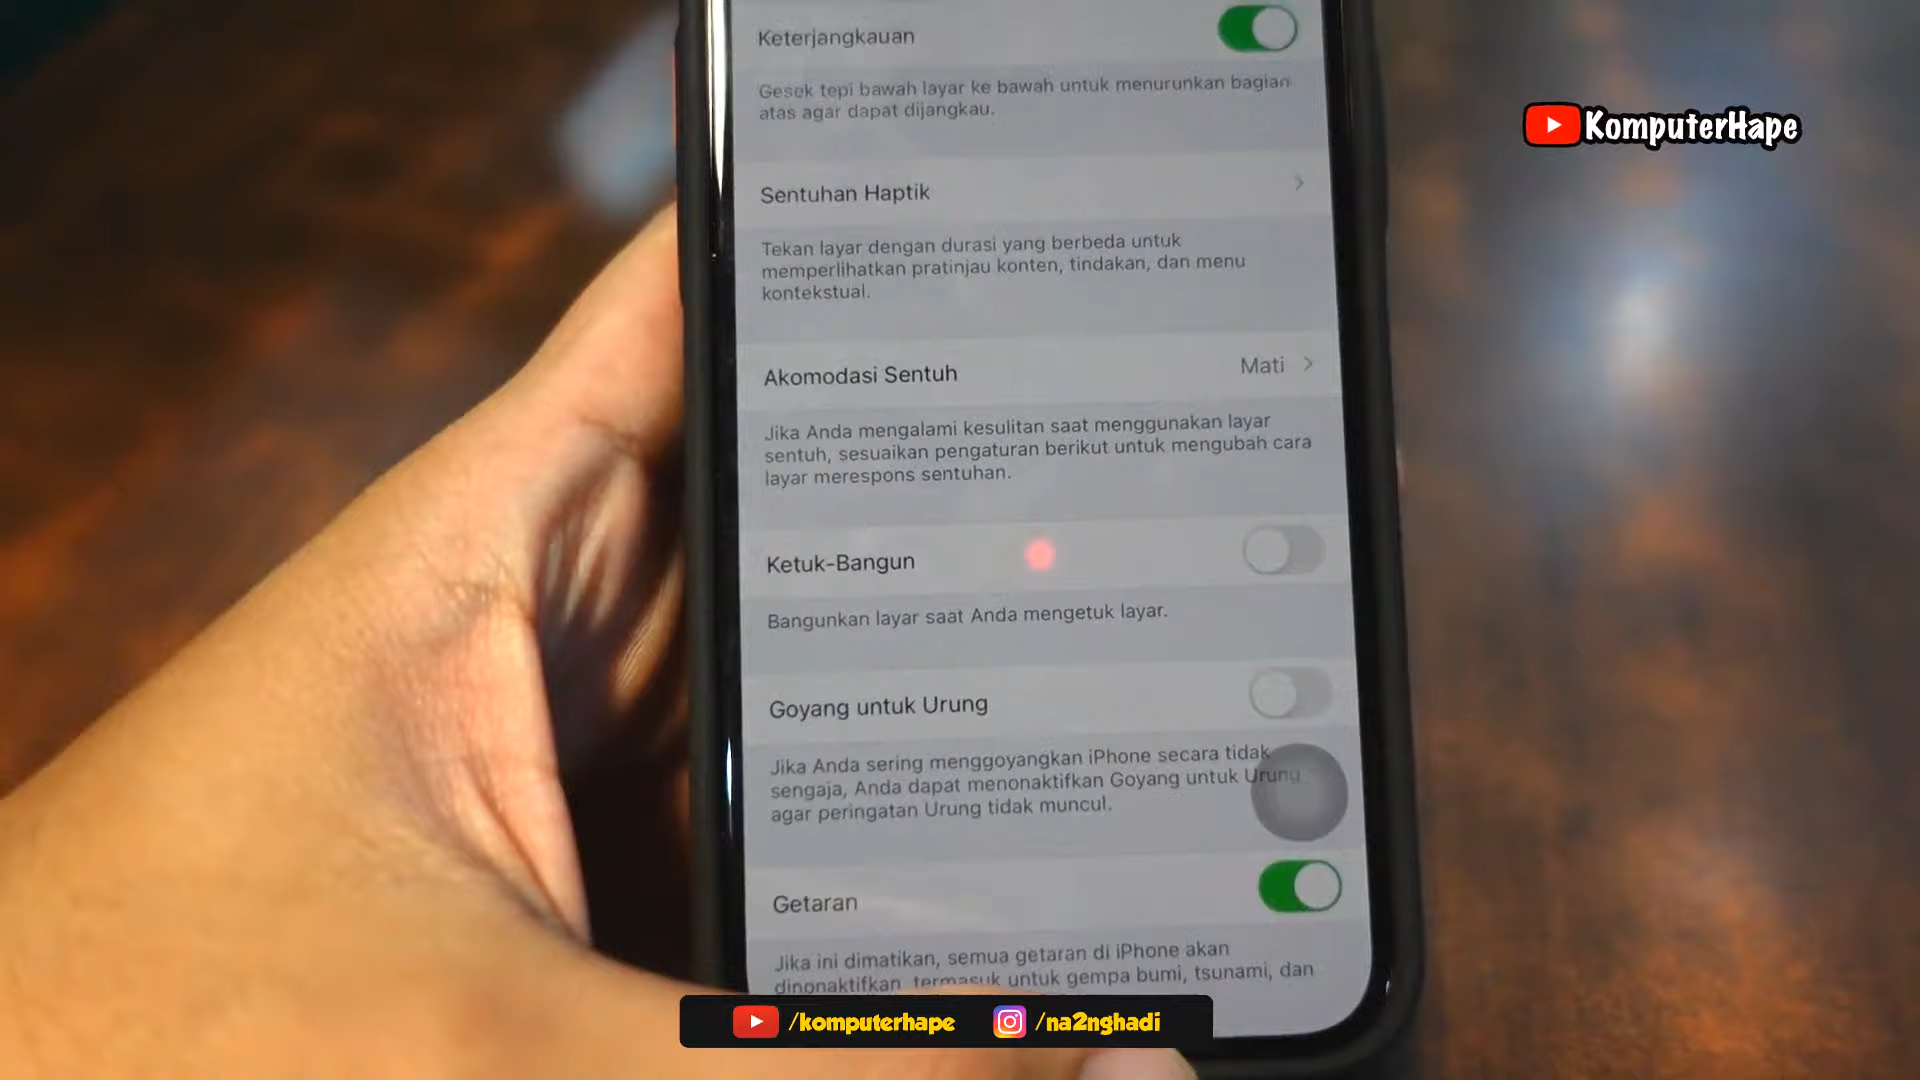 Keterjangkauan
Gesek tepi bawah layar ke bawah untuk menurunkan bagian
atas agar dapat dijangkau.
KomputerHape
Sentuhan Haptik
Tekan layar dengan durasi yang berbeda untuk
memperlihatkan pratinjau konten, tindakan, dan menu
kontekstual.
Akomodasi Sentuh Mati
Jika Anda mengalami kesulitan saat menggunakan layar
sentuh, sesuaikan pengaturan berikut untuk mengubah cara
layar merespons sentuhan.
Ketuk-Bangun
Bangunkan layar saat Anda mengetuk layar.
Goyang untuk Urung
Jika Anda sering menggoyangkan iPhone secara tidak
sengaja, Anda dapat menonaktifkan Goyang untuk Urung
agar peringatan Urung tidak muncul.
Getaran
Jika ini dimatikan, semua getaran di iPhone akan
dinonaktifkan, termasuk untuk gempa bumi, tsunami, dan
/komputerhape /na2nghadi